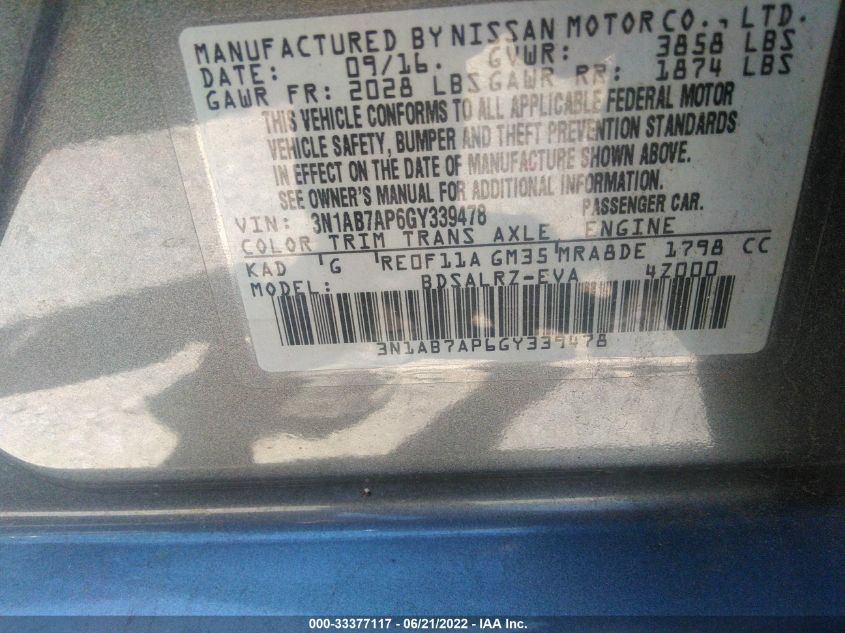 MANUFACTURED BY NISSAN MOTOR CO., LTD.
DATE: 09/16. GVWR: 3858 LBS
GAWR FR: 2028 LBS GAWR RR: 1874 LBS
THIS VEHICLE CONFORMS TO ALL APPLICABLE FEDERAL MOTOR
VEHICLE SAFETY, BUMPER AND THEFT PREVENTION STANDARDS
IN EFFECT ON THE DATE OF MANUFACTURE SHOWN ABOVE.
SEE OWNER'S MANUAL FOR ADDITIONAL INFORMATION.
VIN: 3N1AB7AP6GY339478 PASSENGER CAR.
COLOR TRIM TRANS AXLE ENGINE
KAD 'G 'RE0F11A GM35 MRA8DE 1798 CC
MODEL: BDSALRZ-EVA 4Z000
3N1AB7AP6GY339478
000-33377117 - 06/21/2022 - IAA Inc.